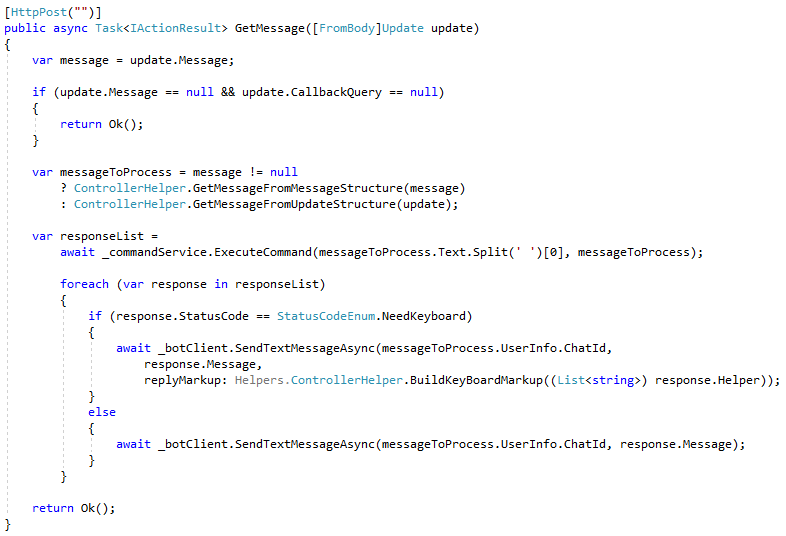 [HttpPost("")]
public async Task<IActionResult> GetMessage([FromBody]Update update)
{
    var message = update.Message;

    if (update.Message == null && update.CallbackQuery == null)
    {
        return Ok();
    }

    var messageToProcess = message != null
        ? ControllerHelper.GetMessageFromMessageStructure(message)
        : ControllerHelper.GetMessageFromUpdateStructure(update);

    var responseList =
        await _commandService.ExecuteCommand(messageToProcess.Text.Split(' ')[0], messageToProcess);

        foreach (var response in responseList)
        {
            if (response.StatusCode == StatusCodeEnum.NeedKeyboard)
            {
                await _botClient.SendTextMessageAsync(messageToProcess.UserInfo.ChatId,
                    response.Message,
                    replyMarkup: Helpers.ControllerHelper.BuildKeyBoardMarkup((List<string>) response.Helper));
            }
            else
            {
                await _botClient.SendTextMessageAsync(messageToProcess.UserInfo.ChatId, response.Message);
            }
        }

    return Ok();
}